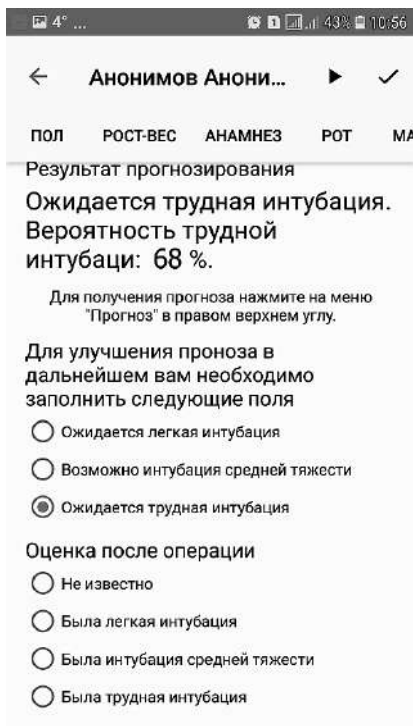 4° ... 43% 10:56
Анонимов Анони...
ПОЛ РОСТ-ВЕС АНАМНЕЗ РОТ МА
Результат прогнозирования
Ожидается трудная интубация.
Вероятность трудной
интубаци: 68 %.
Для получения прогноза нажмите на меню
"Прогноз" в правом верхнем углу.
Для улучшения проноза в
дальнейшем вам необходимо
заполнить следующие поля
Ожидается легкая интубация
Возможно интубация средней тяжести
Ожидается трудная интубация
Оценка после операции
Не известно
Была легкая интубация
Была интубация средней тяжести
Была трудная интубация